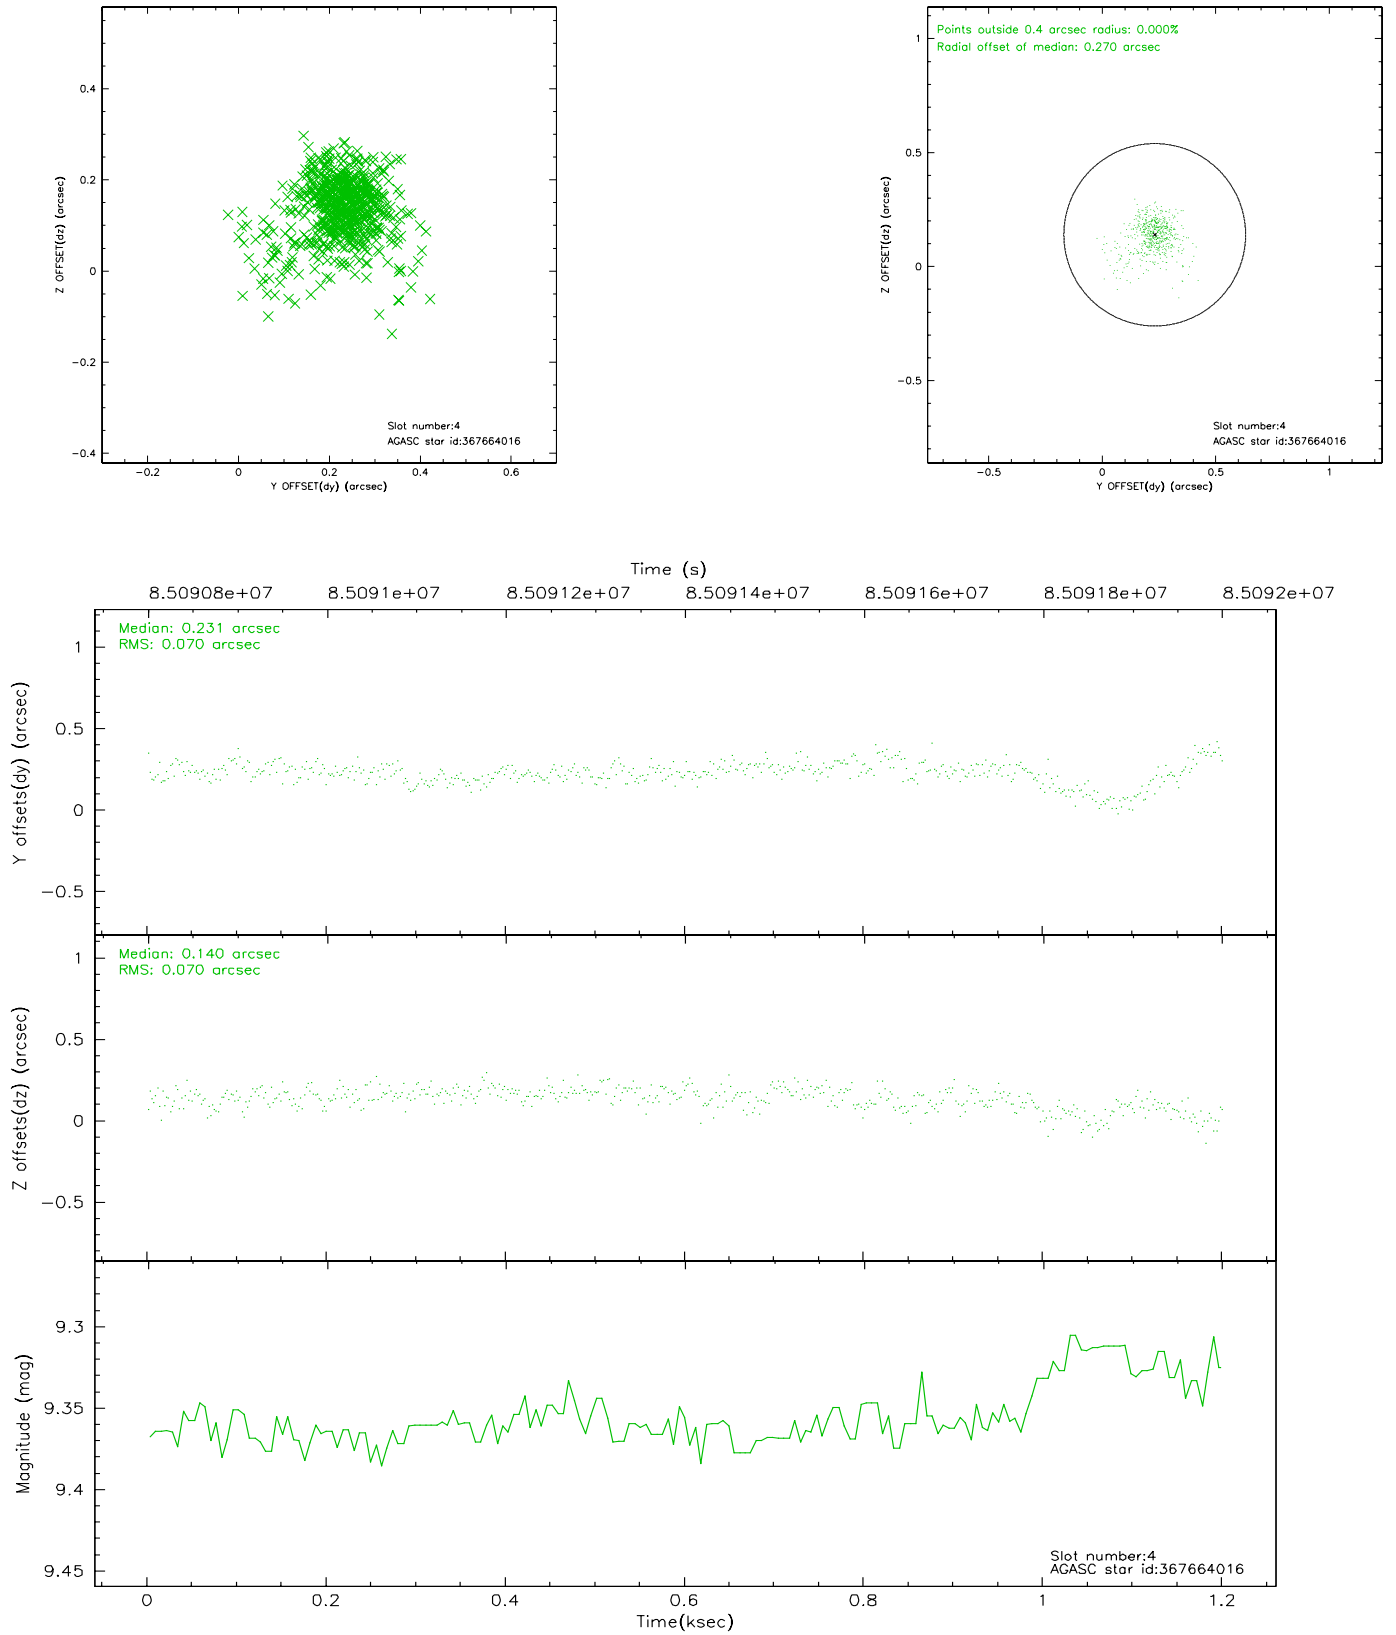 0.4
0.2
0
−0.2
−0.4
Z OFFSET(dz) (arcsec)
−0.2 0 0.2 0.4 0.6
Y OFFSET(dy) (arcsec)
Slot number:4
AGASC star id:367664016
Points outside 0.4 arcsec radius: 0.000%
Radial offset of median: 0.270 arcsec
1
0.5
0
−0.5
Z OFFSET(dz) (arcsec)
−0.5 0 0.5 1
Y OFFSET(dy) (arcsec)
Slot number:4
AGASC star id:367664016
Time (s)
8.50908e+07 8.5091e+07 8.50912e+07 8.50914e+07 8.50916e+07 8.50918e+07 8.5092e+07
Median: 0.231 arcsec
RMS: 0.070 arcsec
1
0.5
0
−0.5
Y offsets(dy) (arcsec)
Median: 0.140 arcsec
RMS: 0.070 arcsec
1
0.5
0
−0.5
Z offsets(dz) (arcsec)
9.3
9.35
9.4
9.45
Magnitude (mag)
Slot number:4
AGASC star id:367664016
0 0.2 0.4 0.6 0.8 1 1.2
Time(ksec)